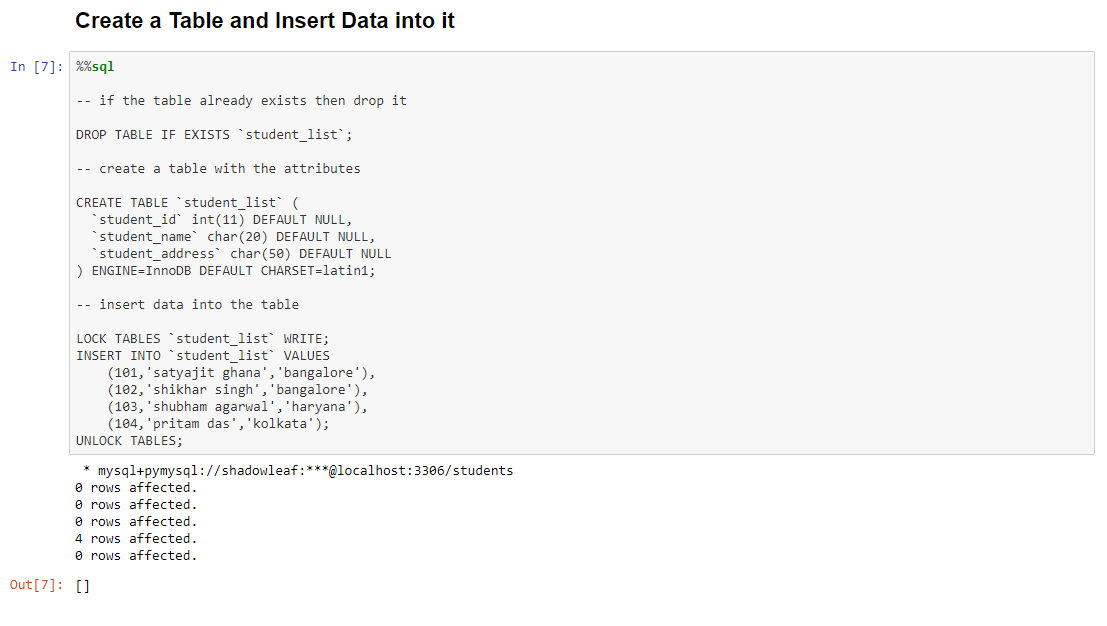 Create a Table and Insert Data into it
In [7]: %%sql
-- if the table already exists then drop it
DROP TABLE IF EXISTS `student_list`;
-- create a table with the attributes
CREATE TABLE `student_list` (
  `student_id` int(11) DEFAULT NULL,
  `student_name` char(20) DEFAULT NULL,
  `student_address` char(50) DEFAULT NULL
) ENGINE=InnoDB DEFAULT CHARSET=latin1;
-- insert data into the table
LOCK TABLES `student_list` WRITE;
INSERT INTO `student_list` VALUES
    (101,'satyajit ghana','bangalore'),
    (102,'shikhar singh','bangalore'),
    (103,'shubham agarwal','haryana'),
    (104,'pritam das','kolkata');
UNLOCK TABLES;
 * mysql+pymysql://shadowleaf:***@localhost:3306/students
0 rows affected.
0 rows affected.
0 rows affected.
4 rows affected.
0 rows affected.
Out[7]: []